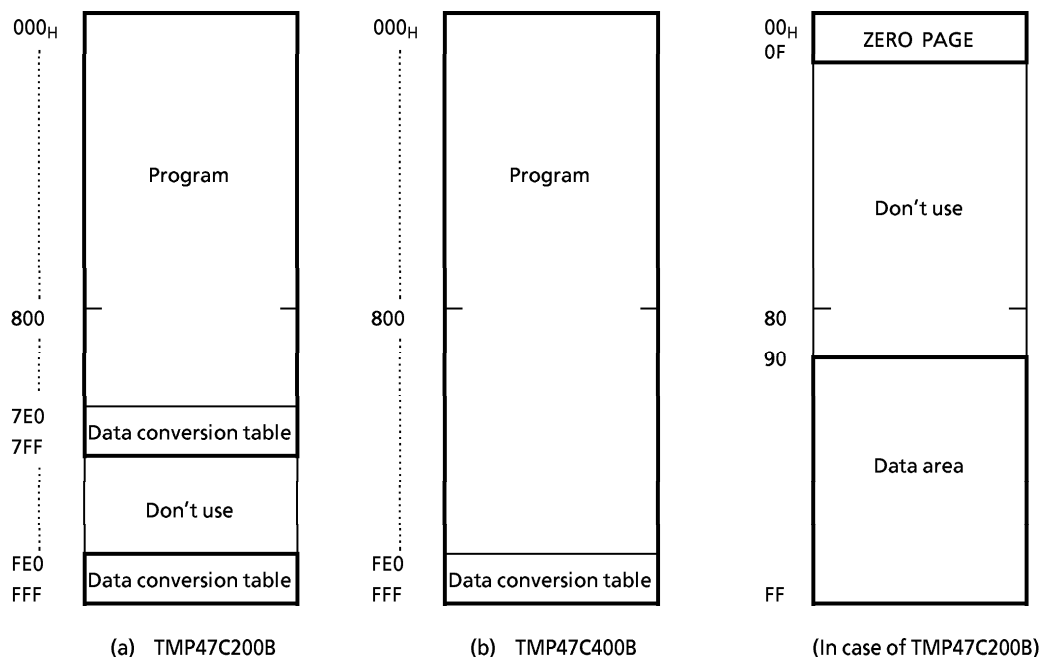 000H
Program
800
7E0
Data conversion table
7FF
Don't use
FE0
Data conversion table
FFF
(a) TMP47C200B
000H
Program
800
FE0
Data conversion table
FFF
(b) TMP47C400B
00H
ZERO PAGE
0F
Don't use
80
90
Data area
FF
(In case of TMP47C200B)